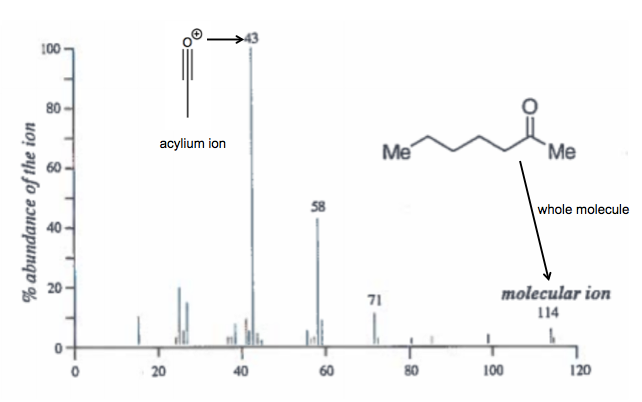 % abundance of the ion
100
80
60
40
20
0
0
20
40
60
80
100
120
O⊕
43
acylium ion
58
71
O
Me
Me
whole molecule
molecular ion
114